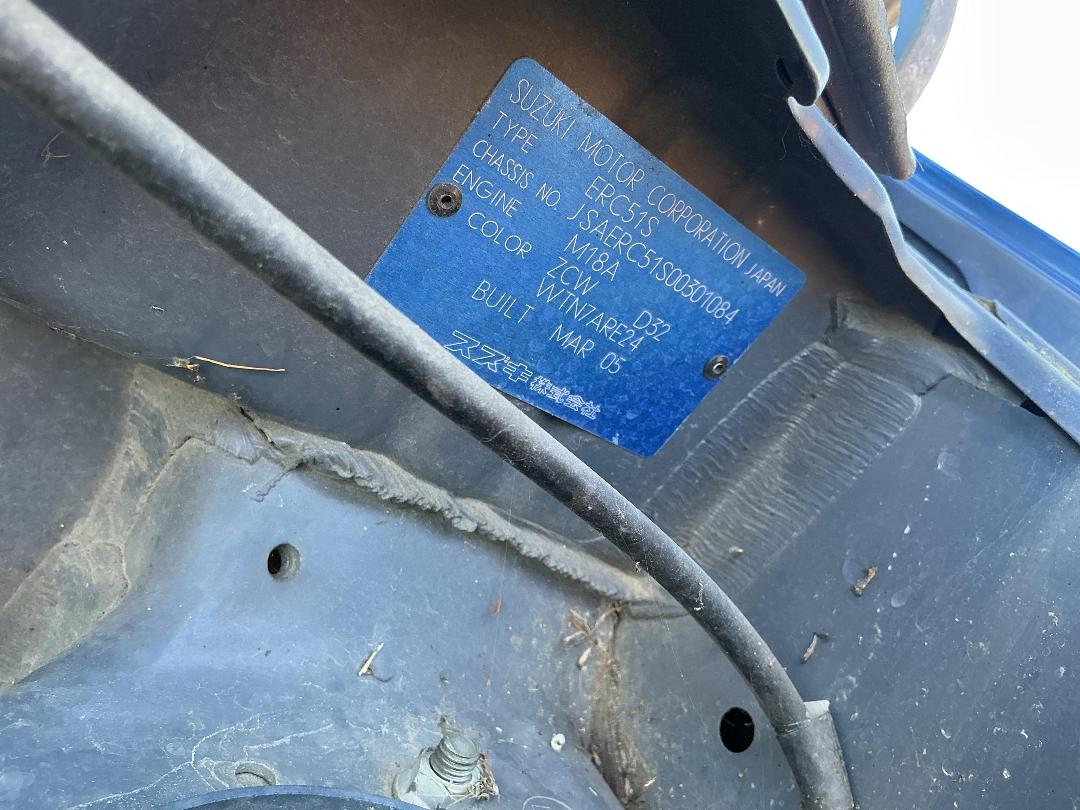 SUZUKI MOTOR CORPORATION JAPAN
TYPE ERC51S
CHASSIS NO. JSAERC51S00301084
ENGINE M18A D32
COLOR ZCW
WTN7ARE24
BUILT MAR 05
スズキ株式会社